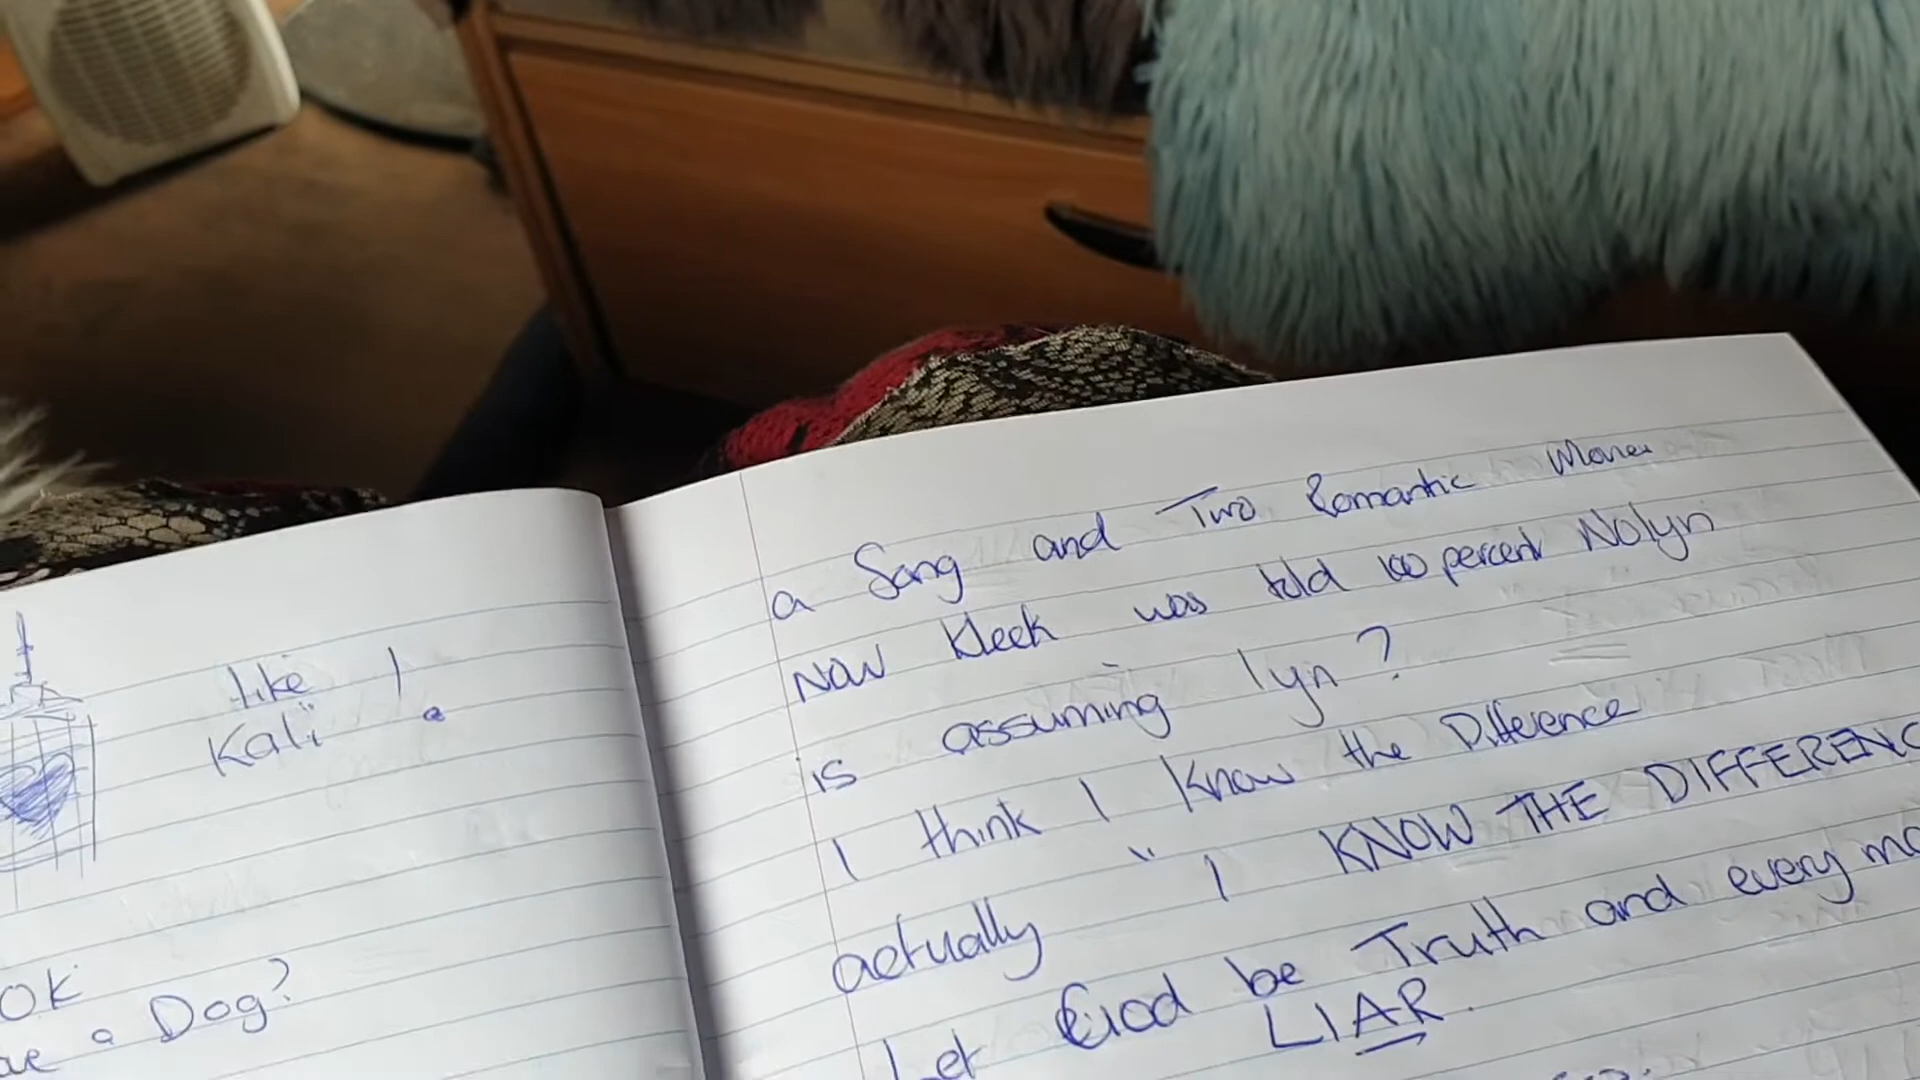 like !
Kali
OK
a Dog?
a Song and Two Romantic
NOW Kleek was told 100 percent Nolyn
is assuming lyn?
I think I know the Difference
actually " I KNOW THE DIFFERENC
Let God be Truth and every ma
LIAR.